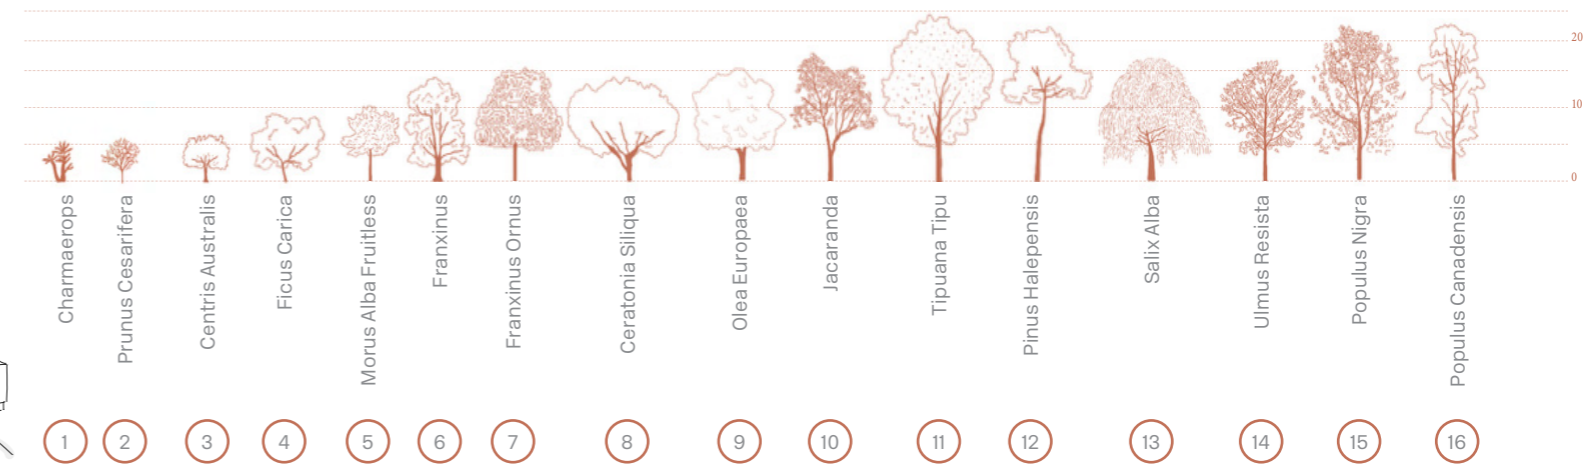 20
10
0
Charmaerops
Prunus Cesarifera
Centris Australis
Ficus Carica
Morus Alba Fruitless
Franxinus
Franxinus Ornus
Ceratonia Siliqua
Olea Europaea
Jacaranda
Tipuana Tipu
Pinus Halepensis
Salix Alba
Ulmus Resista
Populus Nigra
Populus Canadensis
1 2 3 4 5 6 7 8 9 10 11 12 13 14 15 16